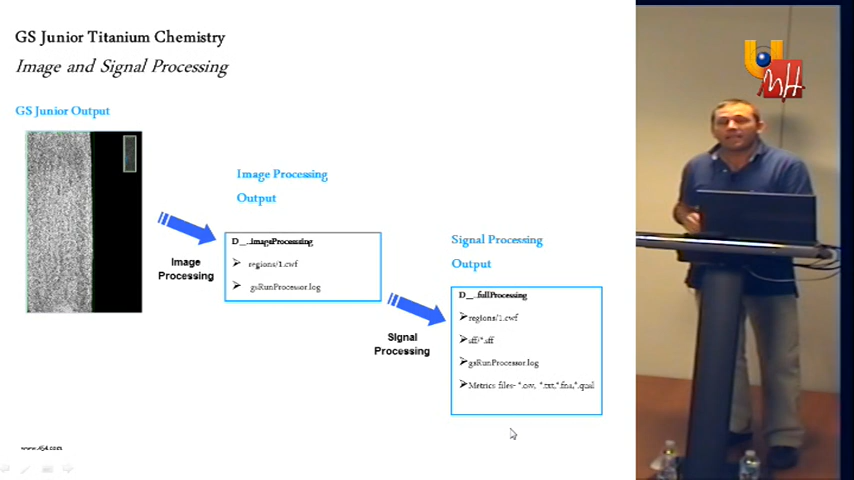 GS Junior Titanium Chemistry
Image and Signal Processing
GS Junior Output
Image Processing
Output
Image
Processing
D_...imageProcesssing
regions/1.cwf
gsRunProcessor.log
Signal Processing
Output
Signal
Processing
D_...fullProcessing
regions/1.cwf
sff/*.sff
gsRunProcessor.log
Metrics files- *.csv, *.txt,*.fna,*.qual
www.454.com